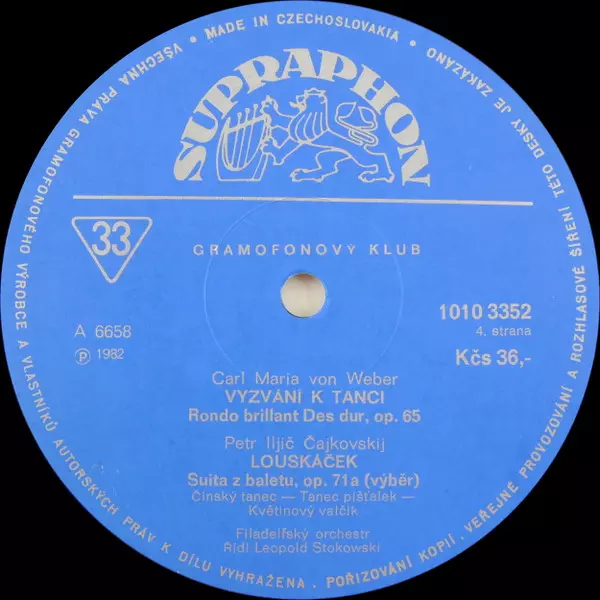 VŠECHNA PRÁVA GRAMOFONOVÉHO VÝROBCE A VLASTNÍKŮ AUTORSKÝCH PRÁV K DÍLU VYHRAŽENA. POŘIZOVÁNÍ KOPIÍ, VEŘEJNÉ PROVOZOVÁNÍ A ROZHLASOVÉ ŠÍŘENÍ TÉTO DESKY JE ZAKÁZÁNO • MADE IN CZECHOSLOVAKIA •
SUPRAPHON
33
GRAMOFONOVÝ KLUB
A 6658
℗ 1982
1010 3352
4. strana
Kčs 36,-
Carl Maria von Weber
VYZVÁNÍ K TANCI
Rondo brillant Des dur, op. 65
Petr Iljič Čajkovskij
LOUSKÁČEK
Suita z baletu, op. 71a (výběr)
Čínský tanec — Tanec píšťalek —
Květinový valčík
Filadelfský orchestr
Řídí Leopold Stokowski